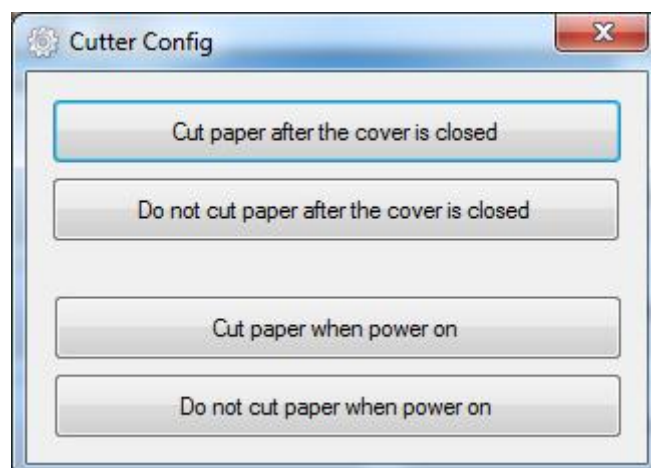 Cutter Config
Cut paper after the cover is closed
Do not cut paper after the cover is closed
Cut paper when power on
Do not cut paper when power on